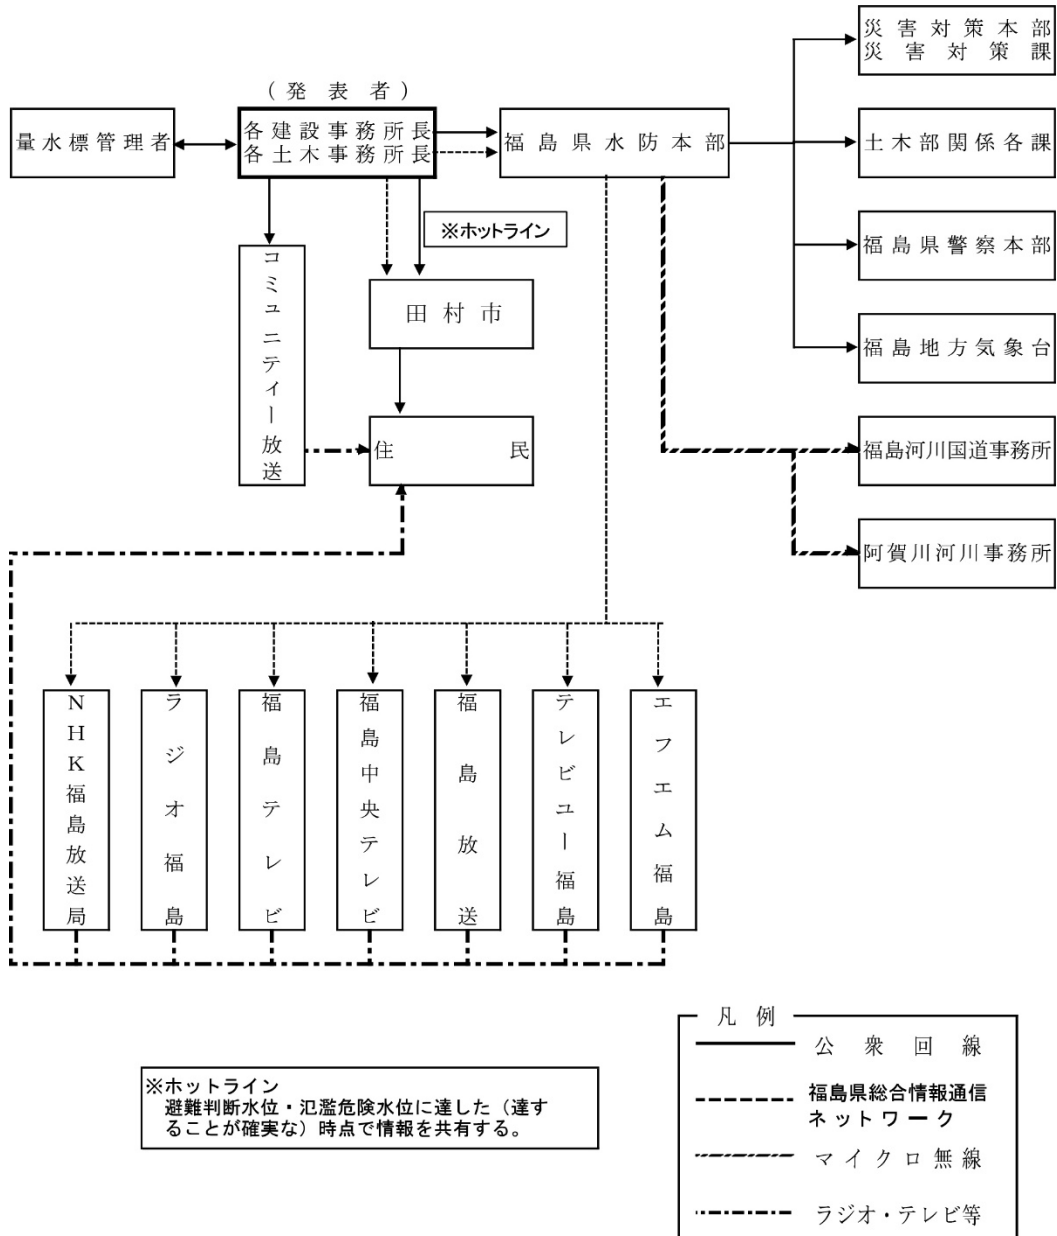 災害対策本部
災害対策課
(発表者)
量水標管理者
各建設事務所長
各土木事務所長
福島県水防本部
土木部関係各課
※ホットライン
福島県警察本部
コミュニティー放送
田村市
福島地方気象台
住民
福島河川国道事務所
阿賀川河川事務所
NHK福島放送局
ラジオ福島
福島テレビ
福島中央テレビ
福島放送
テレビユー福島
エフエム福島
凡例
公衆回線
福島県総合情報通信
ネットワーク
マイクロ無線
ラジオ・テレビ等
※ホットライン
避難判断水位・氾濫危険水位に達した（達す
ることが確実な）時点で情報を共有する。